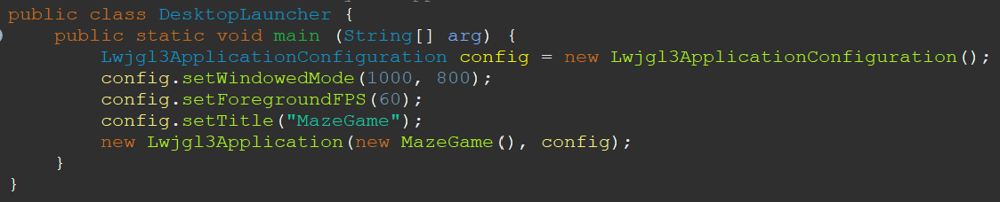 public class DesktopLauncher {
    public static void main (String[] arg) {
        Lwjgl3ApplicationConfiguration config = new Lwjgl3ApplicationConfiguration();
        config.setWindowedMode(1000, 800);
        config.setForegroundFPS(60);
        config.setTitle("MazeGame");
        new Lwjgl3Application(new MazeGame(), config);
    }
}